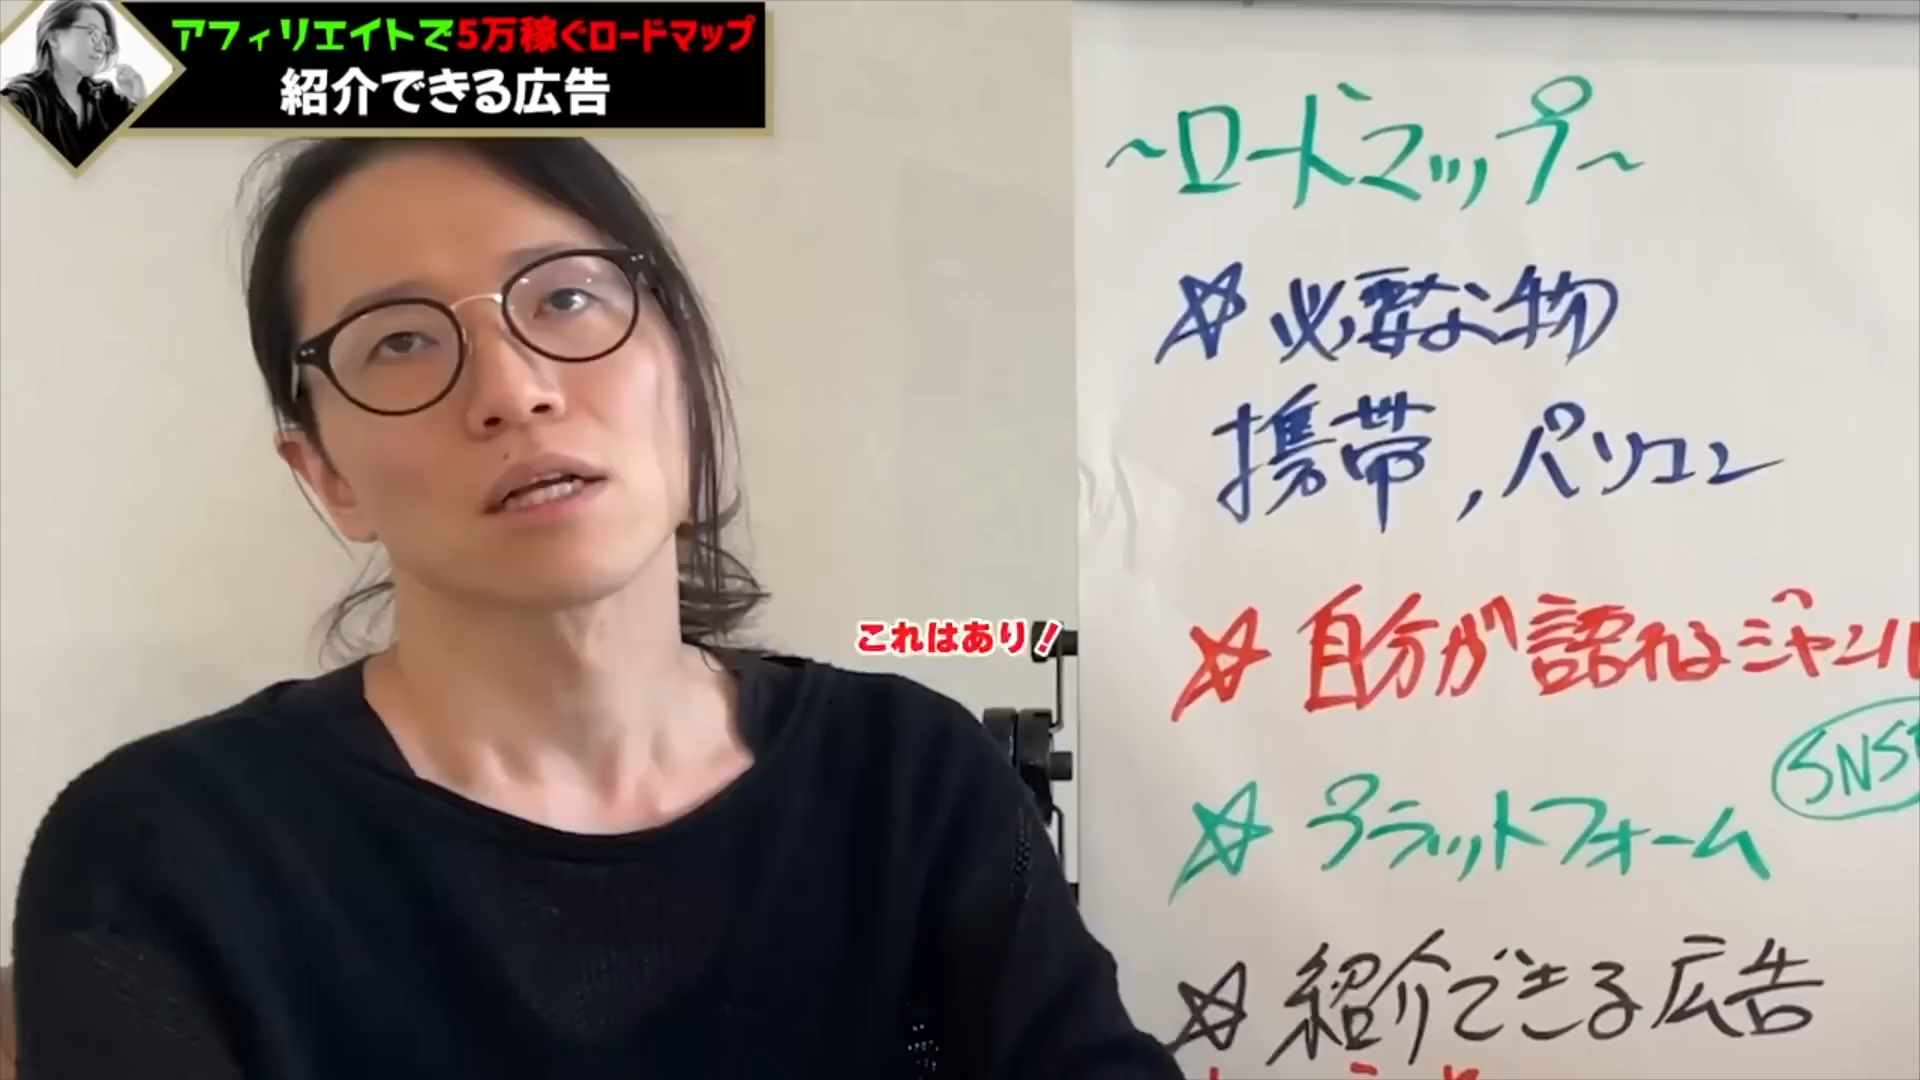 アフィリエイトで5万稼ぐロードマップ
紹介できる広告
~ロードマップ~
☆必要な物
携帯,パソコン
これはあり!
☆自分が語れるジャンル
SNS
☆プラットフォーム
☆紹介できる広告